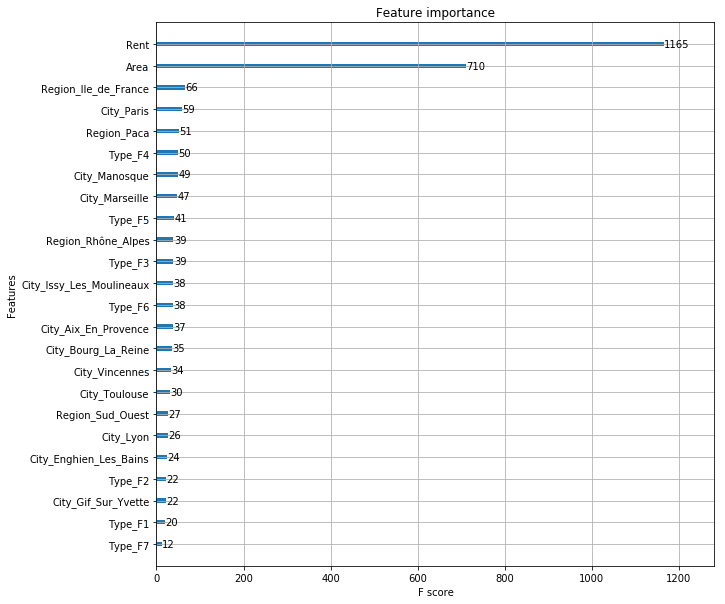 Feature importance
Features
Rent 1165
Area 710
Region_Ile_de_France 66
City_Paris 59
Region_Paca 51
Type_F4 50
City_Manosque 49
City_Marseille 47
Type_F5 41
Region_Rhône_Alpes 39
Type_F3 39
City_Issy_Les_Moulineaux 38
Type_F6 38
City_Aix_En_Provence 37
City_Bourg_La_Reine 35
City_Vincennes 34
City_Toulouse 30
Region_Sud_Ouest 27
City_Lyon 26
City_Enghien_Les_Bains 24
Type_F2 22
City_Gif_Sur_Yvette 22
Type_F1 20
Type_F7 12
0 200 400 600 800 1000 1200
F score